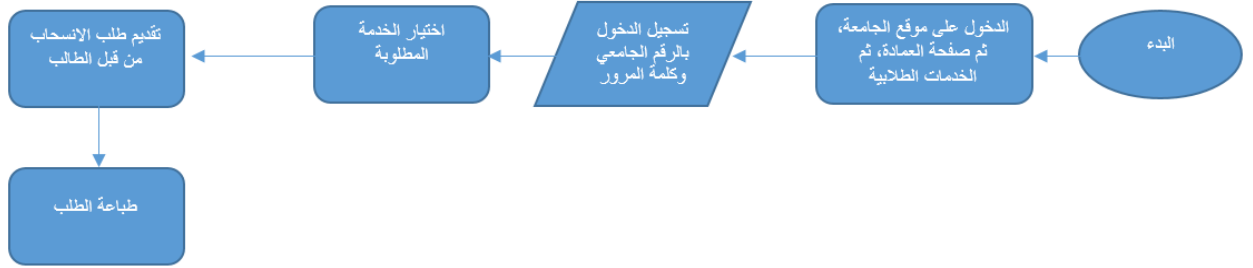 البدء
الدخول على موقع الجامعة،
ثم صفحة العمادة، ثم
الخدمات الطلابية
تسجيل الدخول
بالرقم الجامعي
وكلمة المرور
اختيار الخدمة
المطلوبة
تقديم طلب الانسحاب
من قبل الطالب
طباعة الطلب